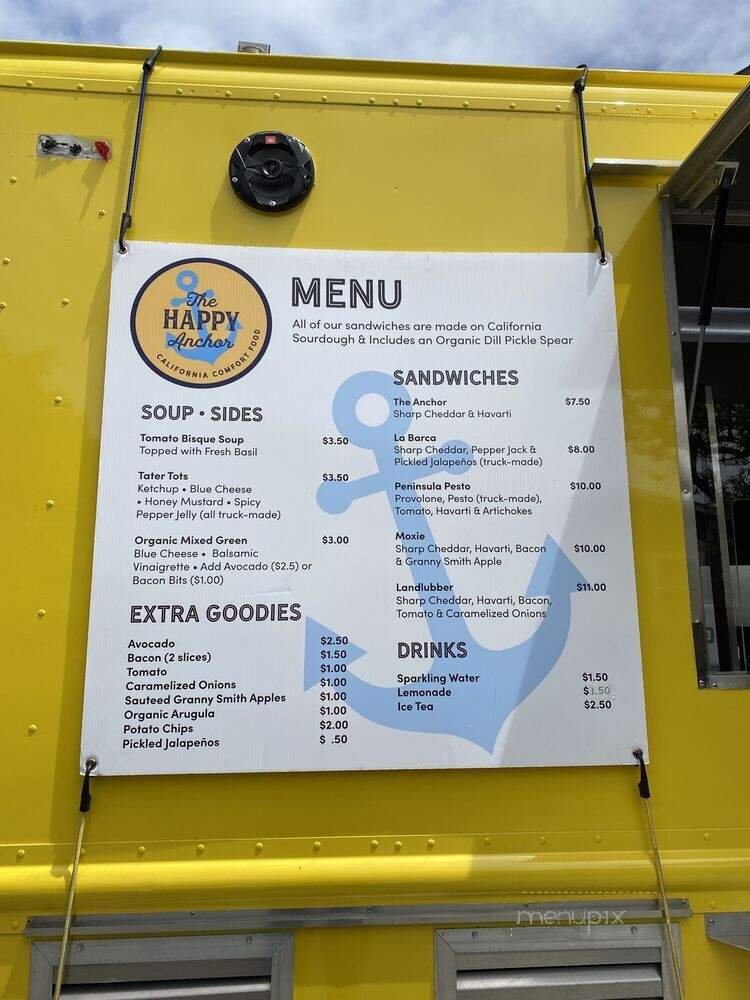 The
HAPPY
Anchor
CALIFORNIA COMFORT FOOD
MENU
All of our sandwiches are made on California
Sourdough & Includes an Organic Dill Pickle Spear
SOUP • SIDES
Tomato Bisque Soup $3.50
Topped with Fresh Basil
Tater Tots $3.50
Ketchup • Blue Cheese
• Honey Mustard • Spicy
Pepper Jelly (all truck-made)
Organic Mixed Green $3.00
Blue Cheese • Balsamic
Vinaigrette • Add Avocado ($2.5) or
Bacon Bits ($1.00)
EXTRA GOODIES
Avocado $2.50
Bacon (2 slices) $1.50
Tomato $1.00
Caramelized Onions $1.00
Sauteed Granny Smith Apples $1.00
Organic Arugula $1.00
Potato Chips $2.00
Pickled Jalapeños $ .50
SANDWICHES
The Anchor $7.50
Sharp Cheddar & Havarti
La Barca
Sharp Cheddar, Pepper Jack & $8.00
Pickled Jalapeños (truck-made)
Peninsula Pesto $10.00
Provolone, Pesto (truck-made),
Tomato, Havarti & Artichokes
Moxie
Sharp Cheddar, Havarti, Bacon $10.00
& Granny Smith Apple
Landlubber $11.00
Sharp Cheddar, Havarti, Bacon,
Tomato & Caramelized Onions
DRINKS
Sparkling Water $1.50
Lemonade $3.50
Ice Tea $2.50
menupix